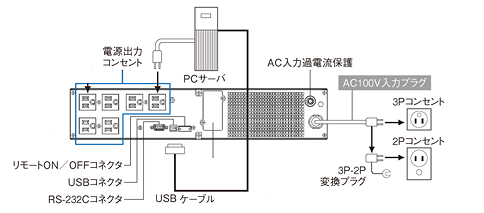 電源出力
コンセント
PCサーバ
AC入力過電流保護
AC100V入力プラグ
3Pコンセント
2Pコンセント
3P-2P
変換プラグ
リモートON／OFFコネクタ
USBコネクタ
RS-232Cコネクタ
USB ケーブル